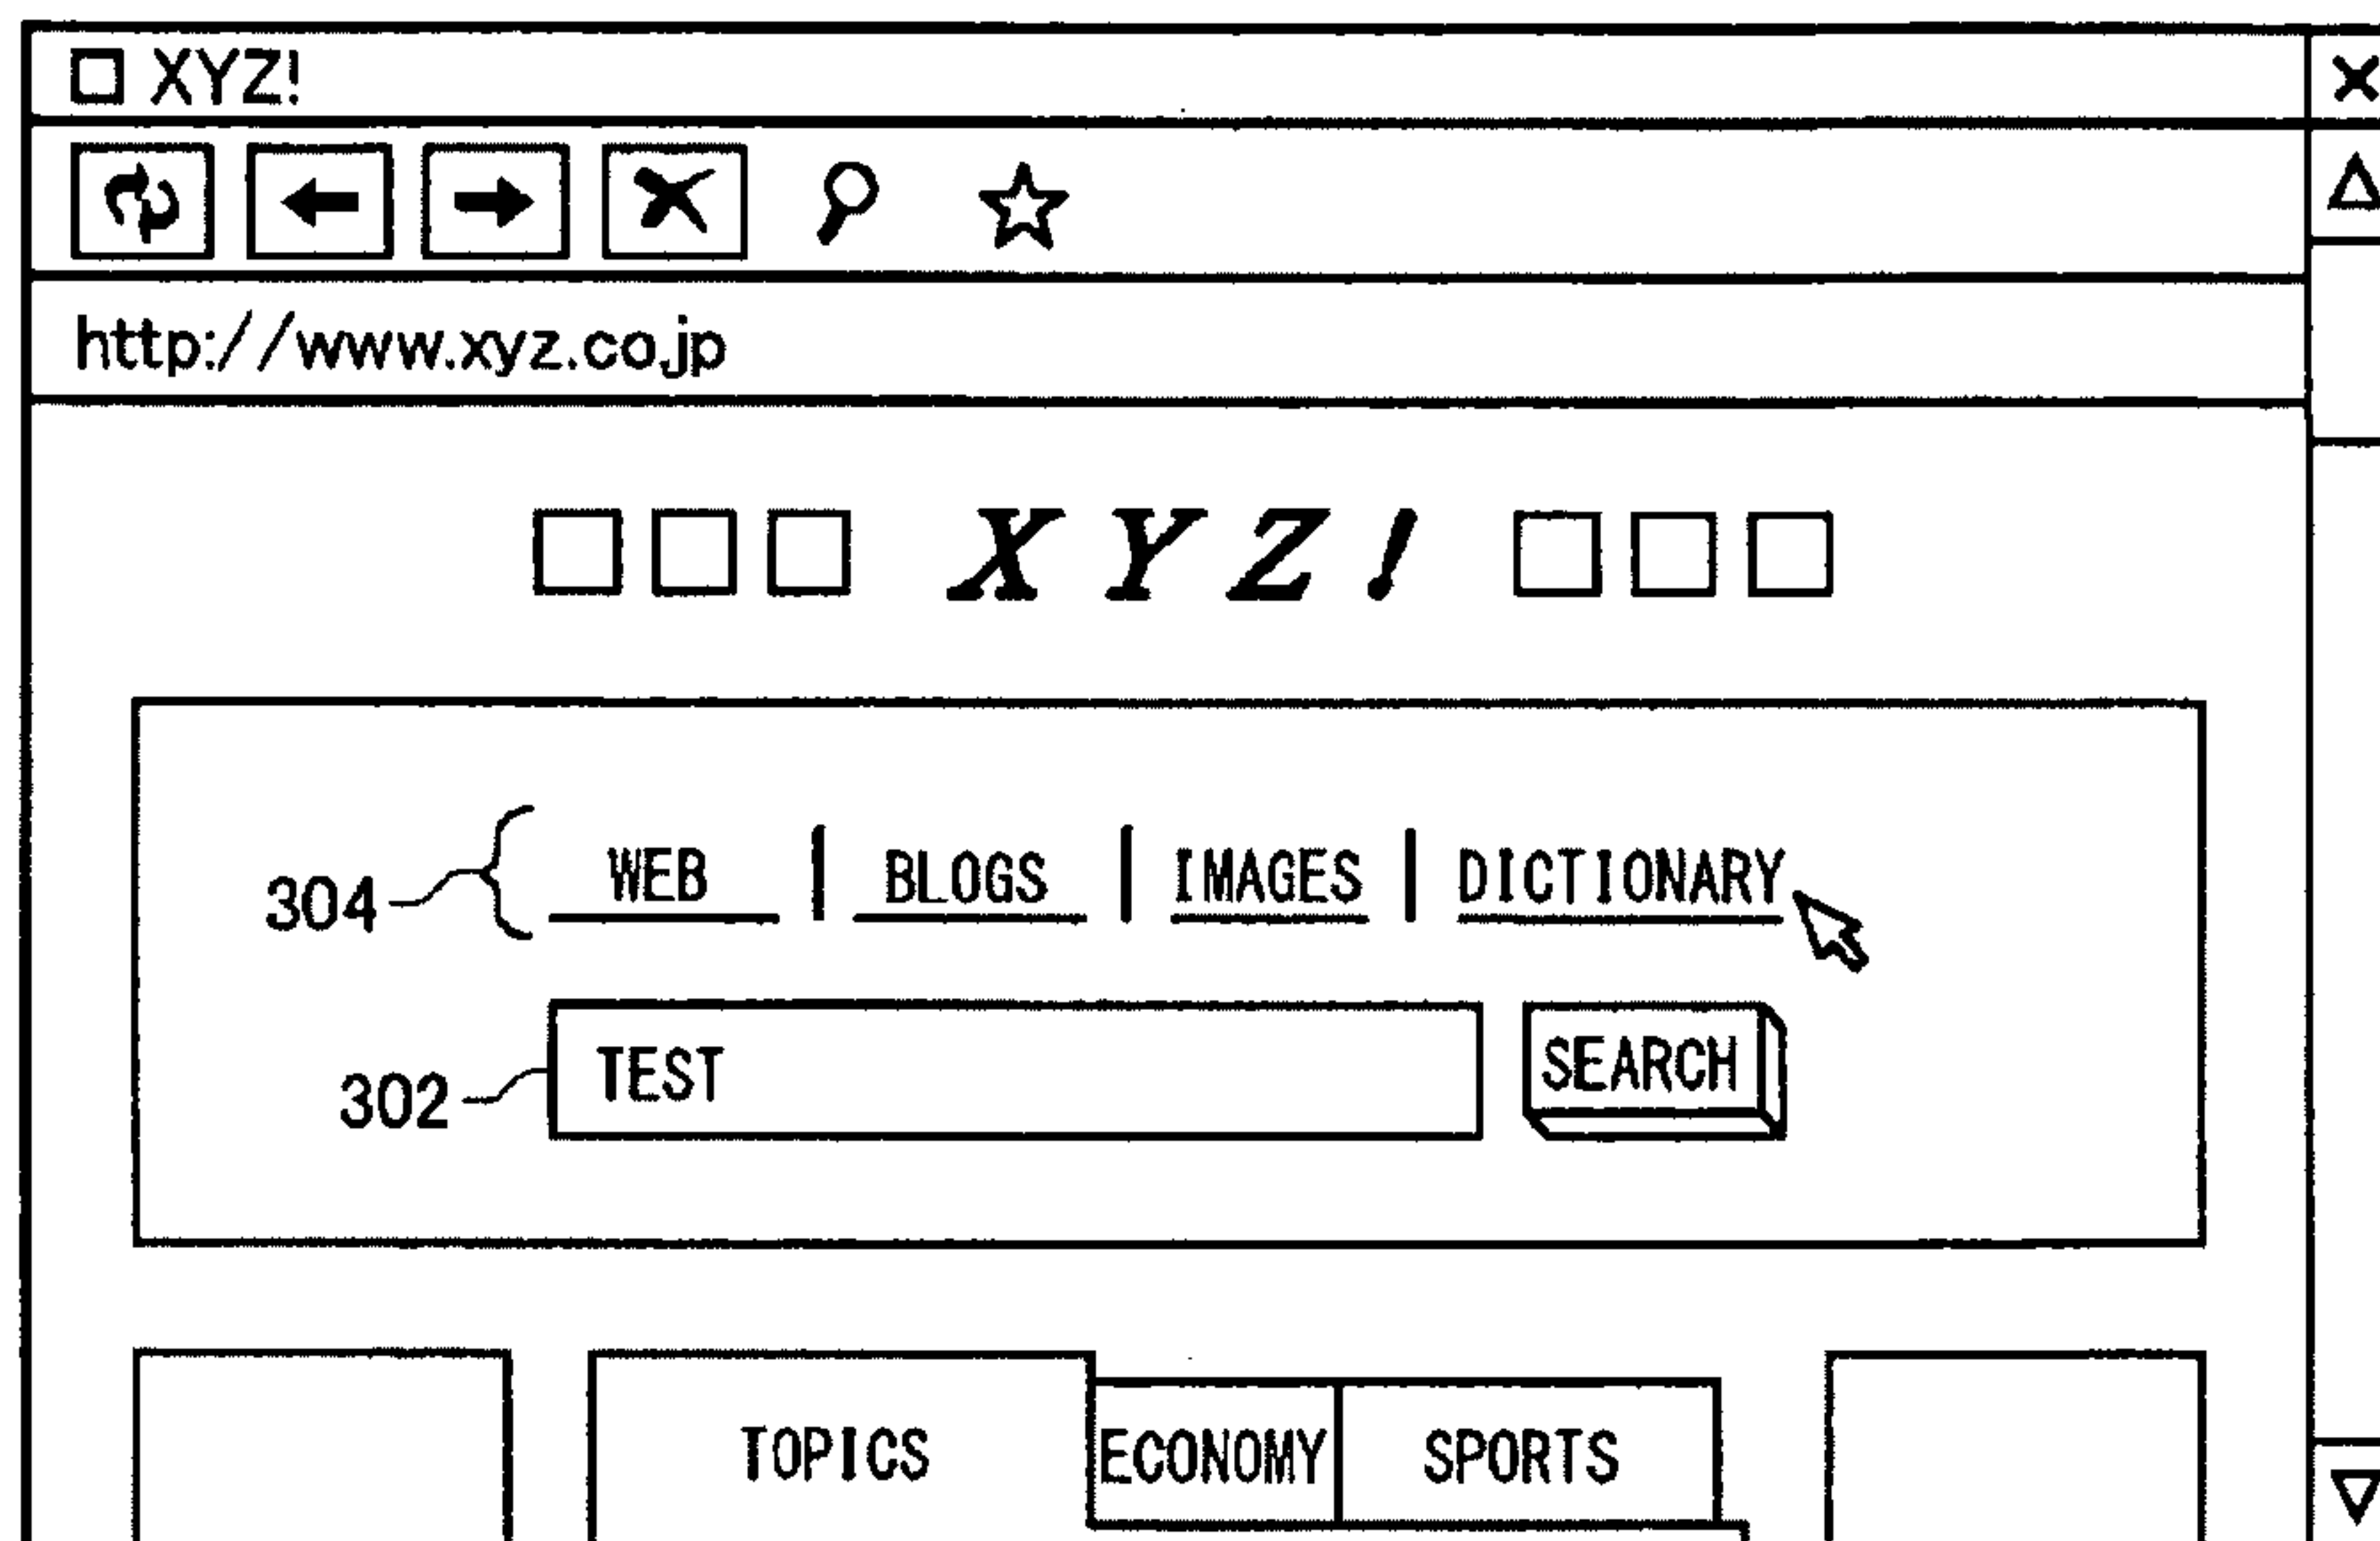 XYZ!
http://www.xyz.co.jp
XYZ!
304 WEB | BLOGS | IMAGES | DICTIONARY
302 TEST SEARCH
TOPICS ECONOMY SPORTS